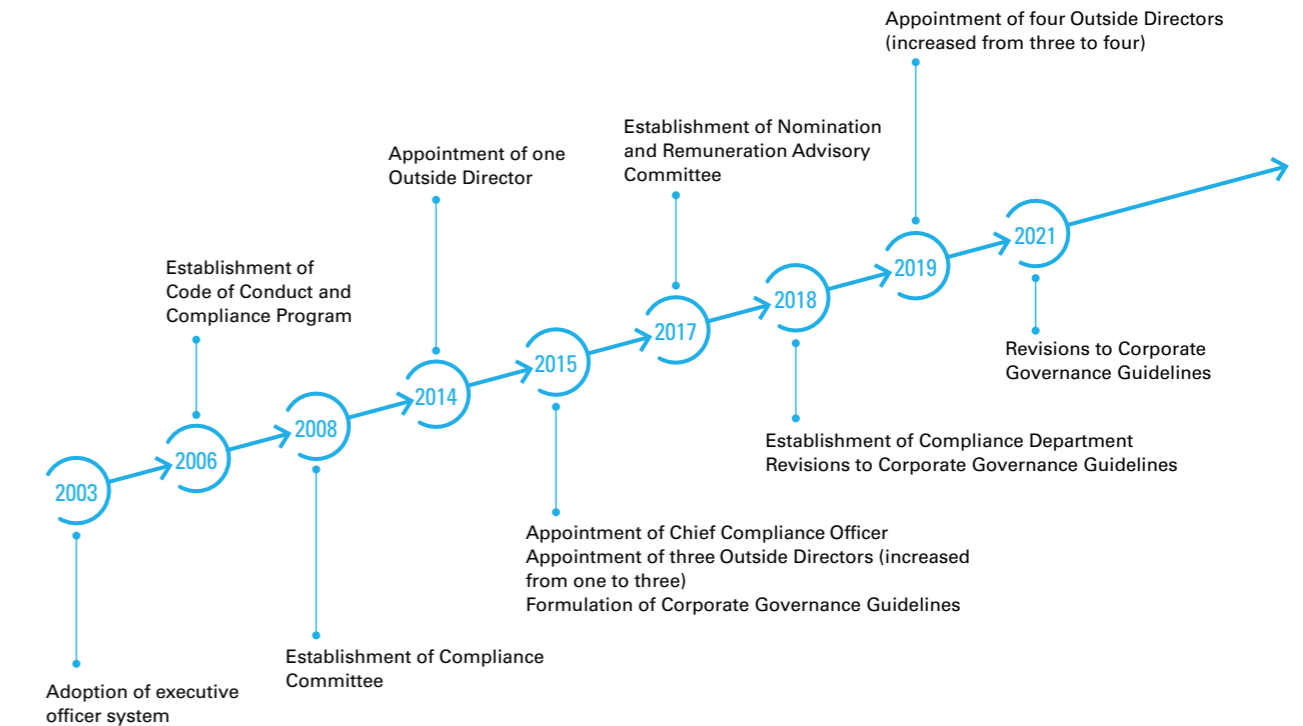 Appointment of four Outside Directors
(increased from three to four)
Establishment of Nomination
and Remuneration Advisory
Committee
Appointment of one
Outside Director
Establishment of
Code of Conduct and
Compliance Program
2003
2006
2008
2014
2015
2017
2018
2019
2021
Revisions to Corporate
Governance Guidelines
Establishment of Compliance Department
Revisions to Corporate Governance Guidelines
Appointment of Chief Compliance Officer
Appointment of three Outside Directors (increased
from one to three)
Formulation of Corporate Governance Guidelines
Establishment of Compliance
Committee
Adoption of executive
officer system